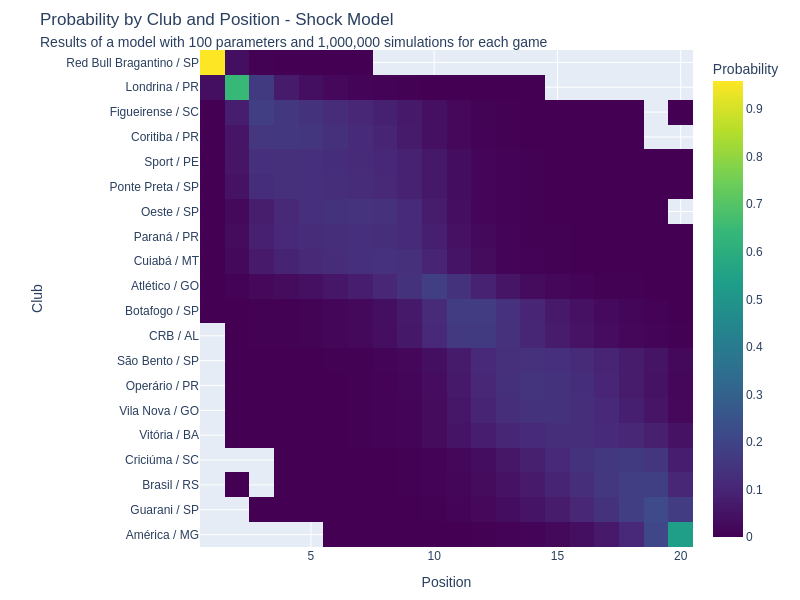 Probability by Club and Position - Shock Model
Results of a model with 100 parameters and 1,000,000 simulations for each game
Probability
Red Bull Bragantino / SP
Londrina / PR
Figueirense / SC
Coritiba / PR
Sport / PE
Ponte Preta / SP
Oeste / SP
Paraná / PR
Cuiabá / MT
Atlético / GO
Botafogo / SP
CRB / AL
São Bento / SP
Operário / PR
Vila Nova / GO
Vitória / BA
Criciúma / SC
Brasil / RS
Guarani / SP
América / MG
Club
5
10
15
20
Position
0.9
0.8
0.7
0.6
0.5
0.4
0.3
0.2
0.1
0